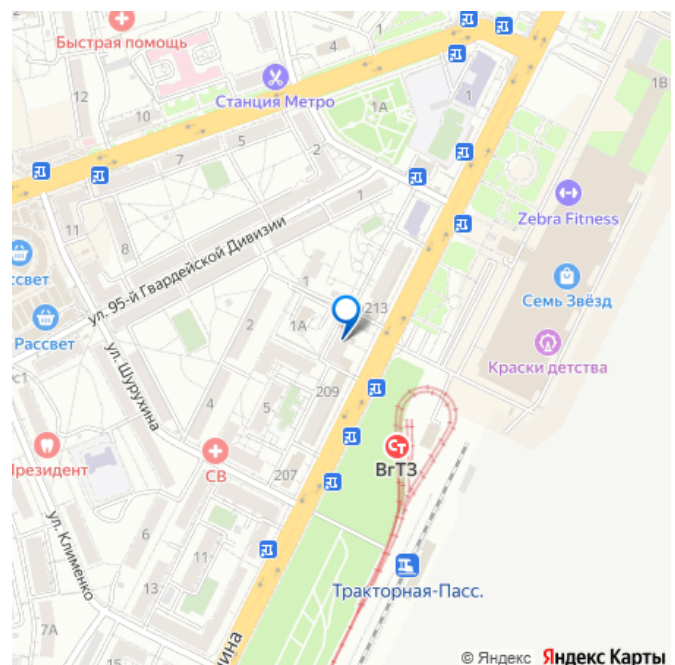 Быстрая помощь
4
1
1В
12
10
Станция Метро
1А
7
5
2
11
8
1
Zebra Fitness
ул. 95-й Гвардейской Дивизии
ссвет
1
213
Семь Звёзд
Рассвет
1А
2
Краски детства
с1
ул. Шурухина
209
4
5
Президент
СВ
ВгТЗ
207
ул. Клименко
6
11
13
Тракторная-Пасс.
7А
ина
© Яндекс Яндекс Карты